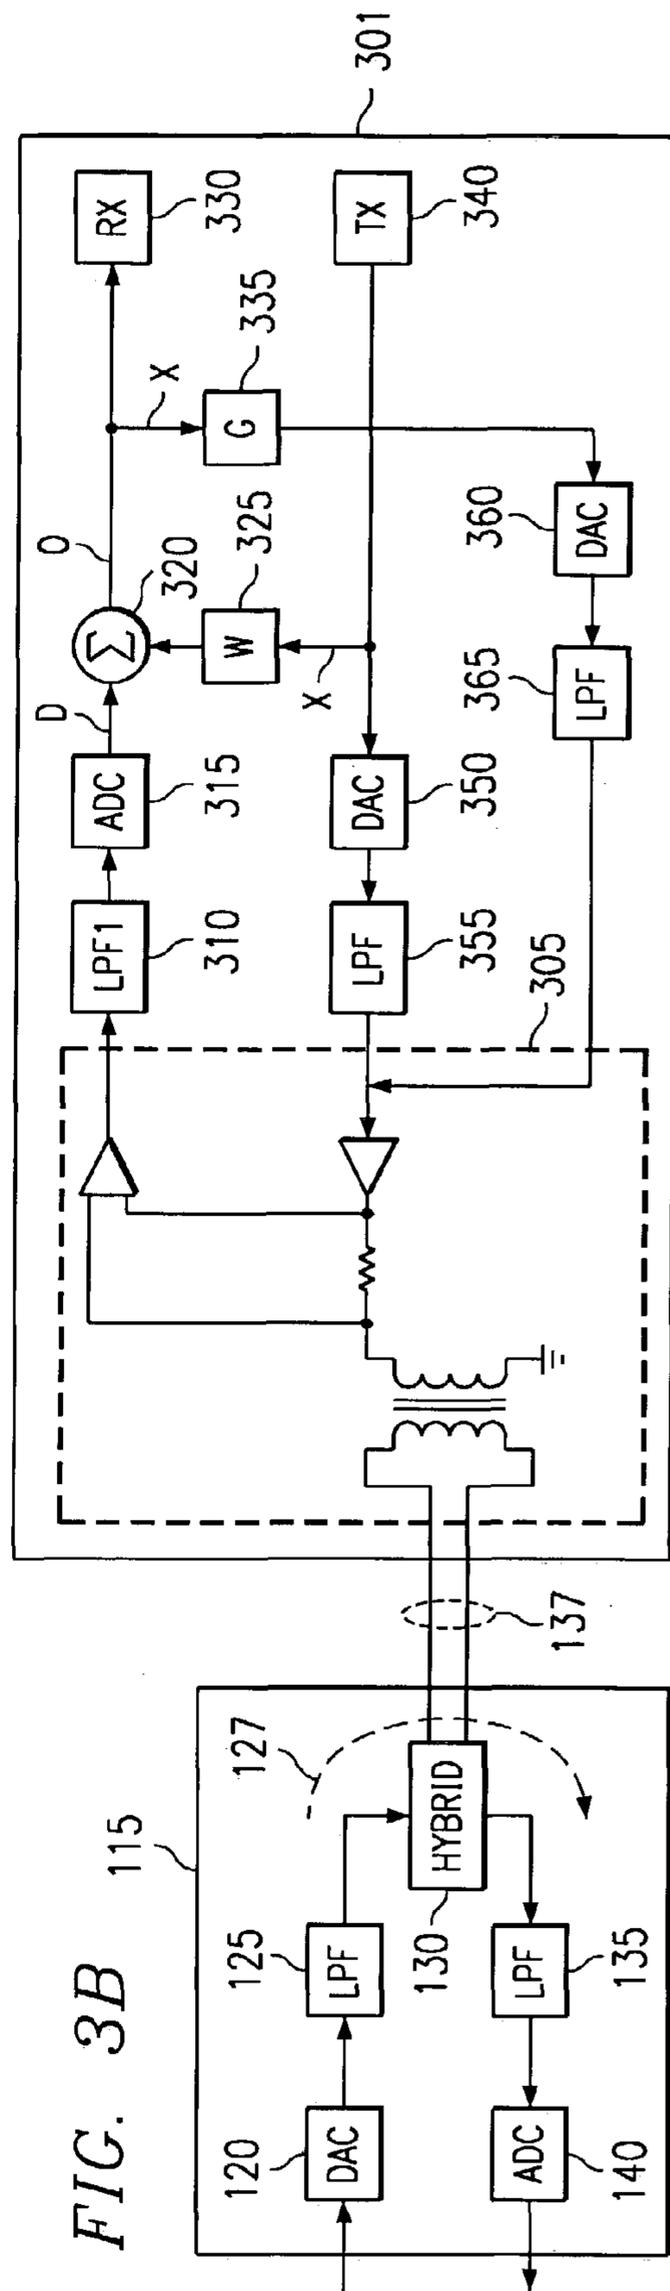 FIG. 3B
115
120
DAC
125
LPF
127
HYBRID
130
LPF
135
ADC
140
137
301
305
LPF1
310
ADC
315
D
Σ
320
O
RX
330
X
G
335
W
325
X
TX
340
DAC
350
LPF
355
DAC
360
LPF
365